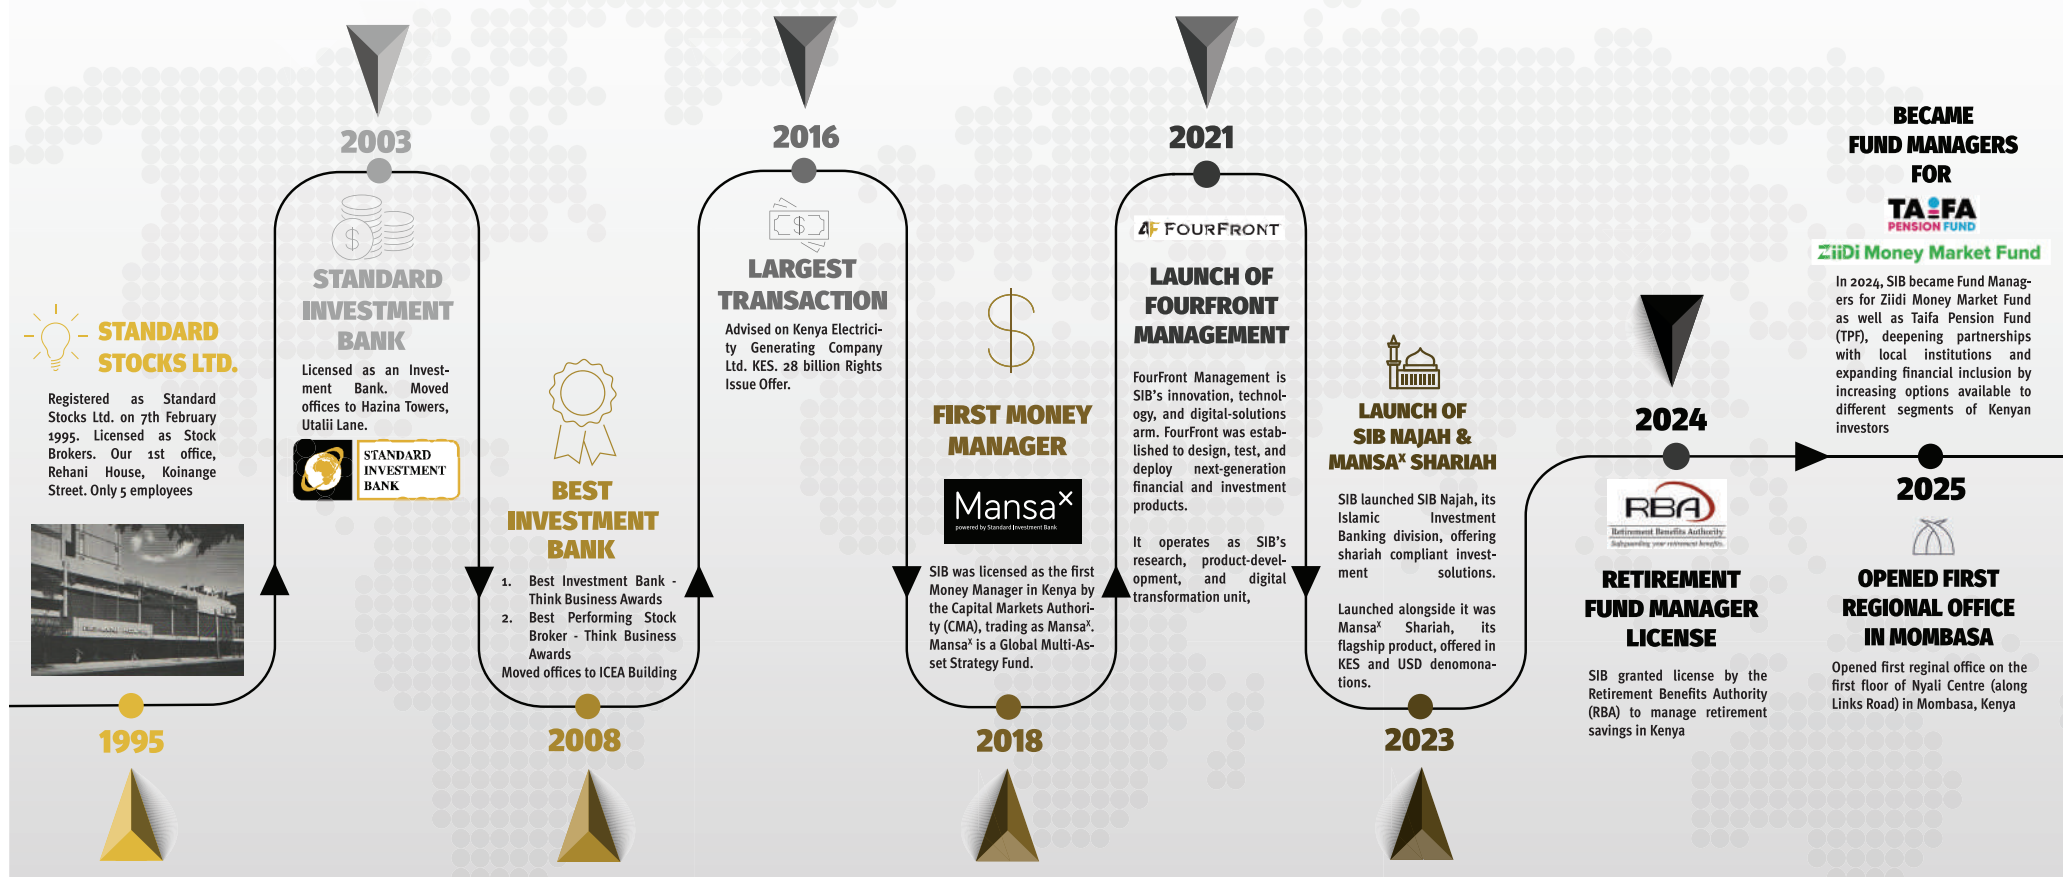 STANDARD
STOCKS LTD.
Registered as Standard
Stocks Ltd. on 7th February
1995. Licensed as Stock
Brokers. Our 1st office,
Rehani House, Koinange
Street. Only 5 employees
1995
2003
STANDARD
INVESTMENT
BANK
Licensed as an Invest-
ment Bank. Moved
offices to Hazina Towers,
Utalii Lane.
STANDARD
INVESTMENT
BANK
BEST
INVESTMENT
BANK
1. Best Investment Bank -
Think Business Awards
2. Best Performing Stock
Broker - Think Business
Awards
Moved offices to ICEA Building
2008
2016
LARGEST
TRANSACTION
Advised on Kenya Electrici-
ty Generating Company
Ltd. KES. 28 billion Rights
Issue Offer.
FIRST MONEY
MANAGER
Mansaˣ
powered by Standard Investment Bank
SIB was licensed as the first
Money Manager in Kenya by
the Capital Markets Authori-
ty (CMA), trading as Mansaˣ.
Mansaˣ is a Global Multi-As-
set Strategy Fund.
2018
2021
FOURFRONT
LAUNCH OF
FOURFRONT
MANAGEMENT
FourFront Management is
SIB's innovation, technol-
ogy, and digital-solutions
arm. FourFront was estab-
lished to design, test, and
deploy next-generation
financial and investment
products.
It operates as SIB's
research, product-devel-
opment, and digital
transformation unit,
LAUNCH OF
SIB NAJAH &
MANSAˣ SHARIAH
SIB launched SIB Najah, its
Islamic Investment
Banking division, offering
shariah compliant invest-
ment solutions.
Launched alongside it was
Mansaˣ Shariah, its
flagship product, offered in
KES and USD denomona-
tions.
2023
2024
RBA
Retirement Benefits Authority
Safeguarding your retirement benefits.
RETIREMENT
FUND MANAGER
LICENSE
SIB granted license by the
Retirement Benefits Authority
(RBA) to manage retirement
savings in Kenya
BECAME
FUND MANAGERS
FOR
TAIFA
PENSION FUND
ZiiDi Money Market Fund
In 2024, SIB became Fund Manag-
ers for Ziidi Money Market Fund
as well as Taifa Pension Fund
(TPF), deepening partnerships
with local institutions and
expanding financial inclusion by
increasing options available to
different segments of Kenyan
investors
2025
OPENED FIRST
REGIONAL OFFICE
IN MOMBASA
Opened first reginal office on the
first floor of Nyali Centre (along
Links Road) in Mombasa, Kenya